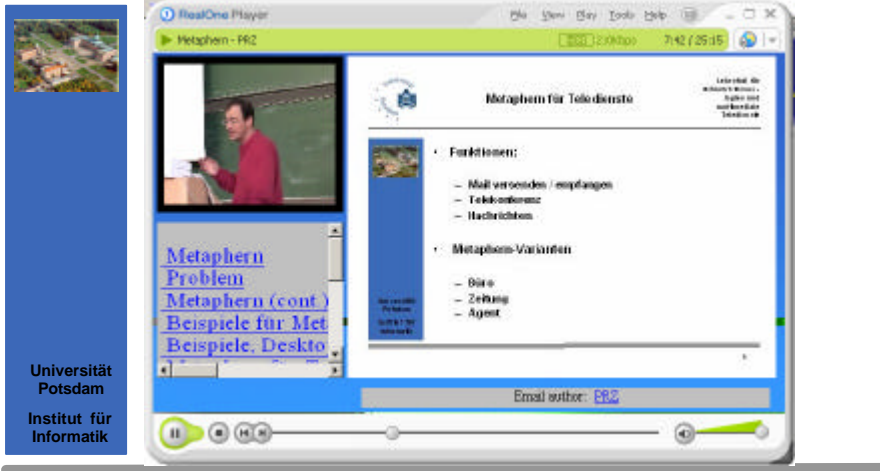 RealOne Player
File View Play Tools Help
Metaphern - PRZ
7:42 / 25:15
Metaphern für Teledienste
• Funktionen:
– Mail versenden / empfangen
– Telekonferenz
– Nachrichten
• Metaphern-Varianten
– Büro
– Zeitung
– Agent
Metaphern
Problem
Metaphern (cont.)
Beispiele für Met
Beispiele, Deskto
Email author: PRZ
Universität
Potsdam
Institut für
Informatik